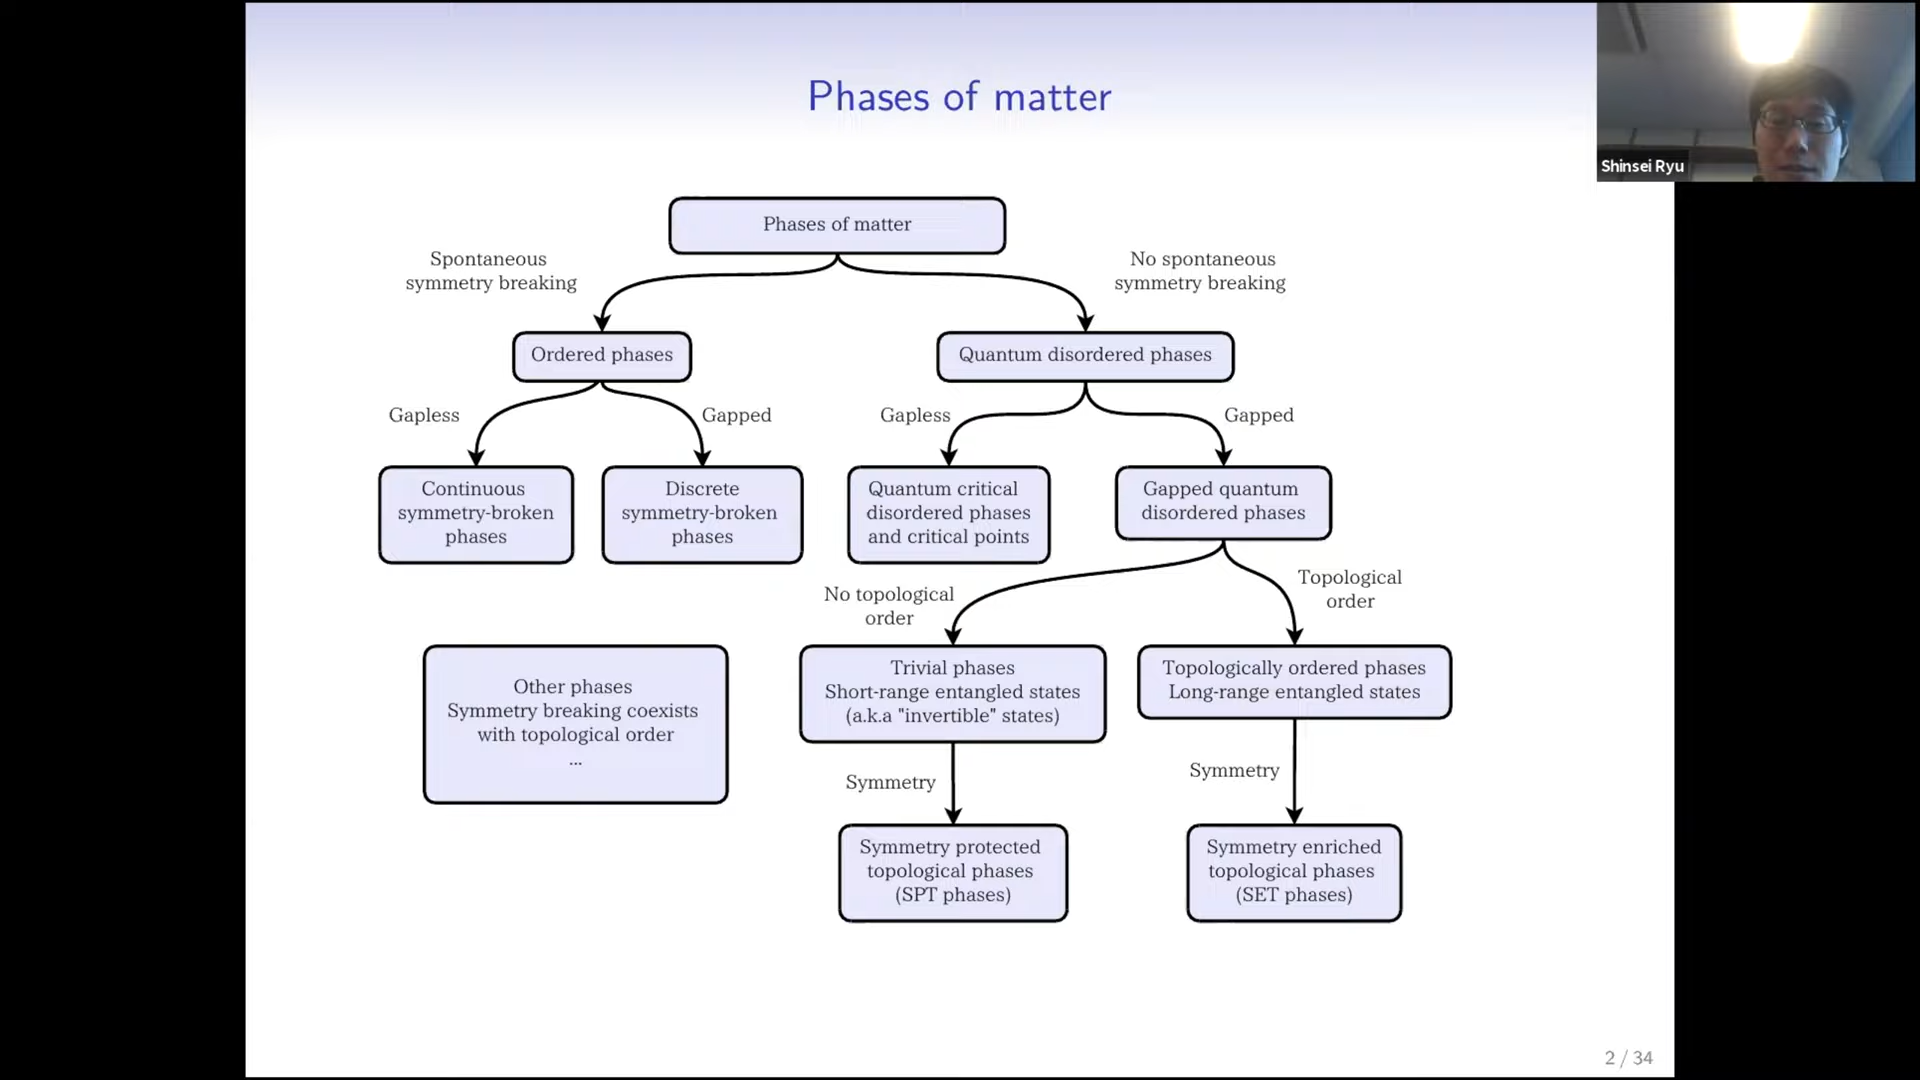 Phases of matter
Shinsei Ryu
Phases of matter
Spontaneous
symmetry breaking
No spontaneous
symmetry breaking
Ordered phases
Quantum disordered phases
Gapless
Gapped
Gapless
Gapped
Continuous
symmetry-broken
phases
Discrete
symmetry-broken
phases
Quantum critical
disordered phases
and critical points
Gapped quantum
disordered phases
No topological
order
Topological
order
Other phases
Symmetry breaking coexists
with topological order
...
Trivial phases
Short-range entangled states
(a.k.a "invertible" states)
Topologically ordered phases
Long-range entangled states
Symmetry
Symmetry
Symmetry protected
topological phases
(SPT phases)
Symmetry enriched
topological phases
(SET phases)
2 / 34